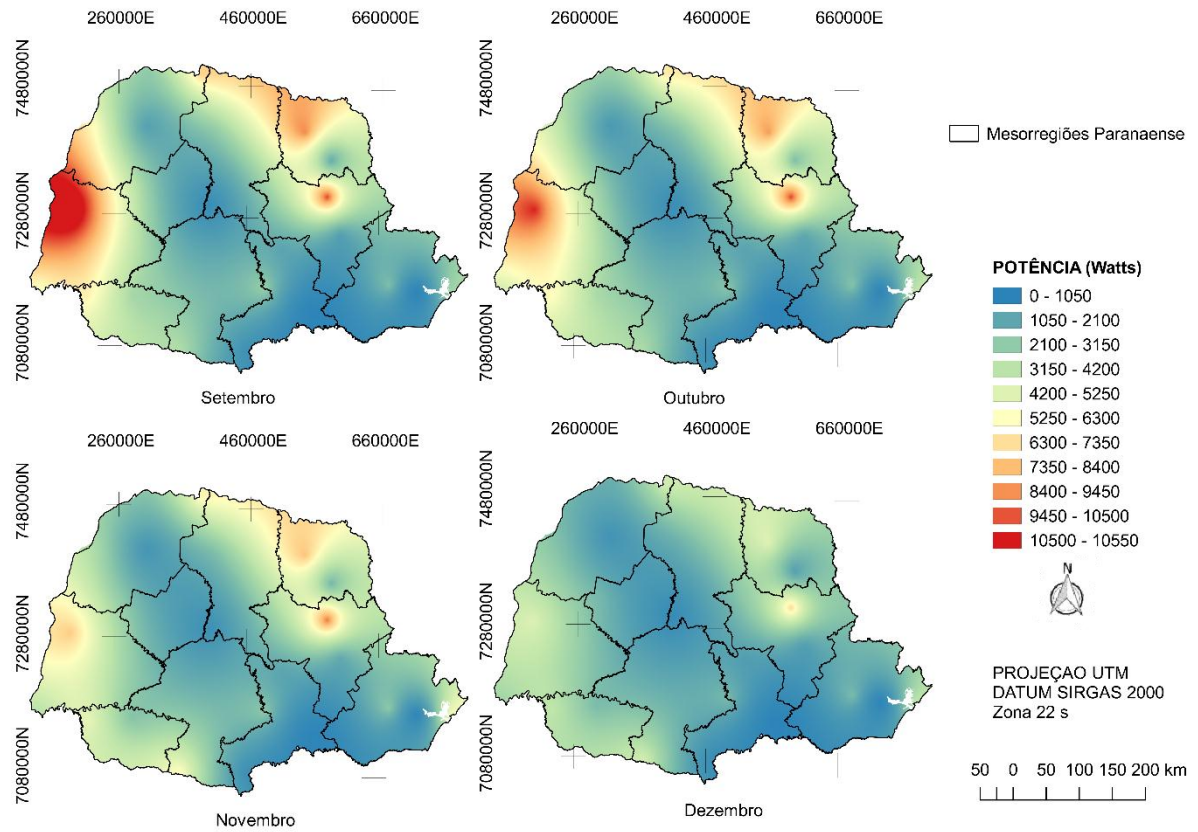 260000E 460000E 660000E
7480000N
7280000N
7080000N
Setembro
260000E 460000E 660000E
7480000N
7280000N
7080000N
Outubro
260000E 460000E 660000E
7480000N
7280000N
7080000N
Novembro
260000E 460000E 660000E
7480000N
7280000N
7080000N
Dezembro
Mesorregiões Paranaense
POTÊNCIA (Watts)
0 - 1050
1050 - 2100
2100 - 3150
3150 - 4200
4200 - 5250
5250 - 6300
6300 - 7350
7350 - 8400
8400 - 9450
9450 - 10500
10500 - 10550
N
PROJEÇAO UTM
DATUM SIRGAS 2000
Zona 22 s
50 0 50 100 150 200 km